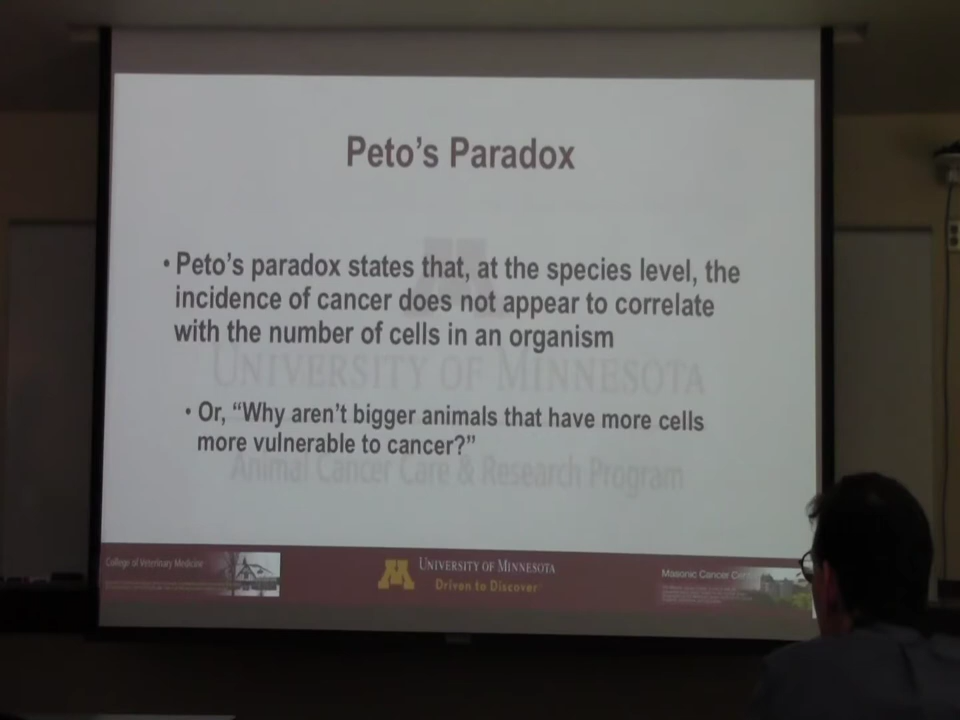 Peto's Paradox
• Peto's paradox states that, at the species level, the
incidence of cancer does not appear to correlate
with the number of cells in an organism
UNIVERSITY OF MINNESOTA
• Or, “Why aren't bigger animals that have more cells
more vulnerable to cancer?”
Animal Cancer Care & Research Program
College of Veterinary Medicine
UNIVERSITY OF MINNESOTA
Driven to Discover
Masonic Cancer